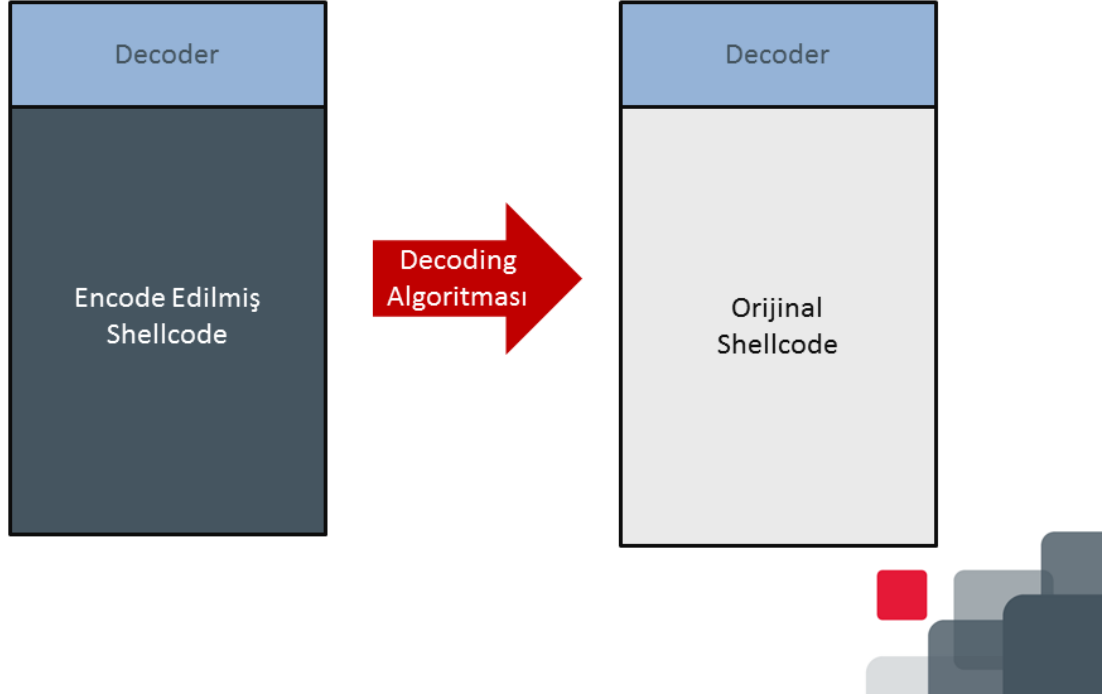 Decoder
Encode Edilmiş
Shellcode
Decoding
Algoritması
Decoder
Orijinal
Shellcode